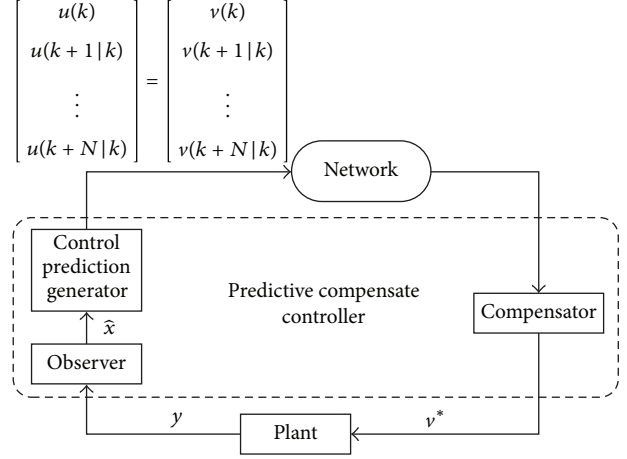 u(k) v(k)
u(k + 1|k) v(k + 1|k)
⋮ = ⋮
u(k + N|k) v(k + N|k)
Network
Control
prediction
generator
Predictive compensate
controller
Compensator
x̂
Observer
y
Plant
v*